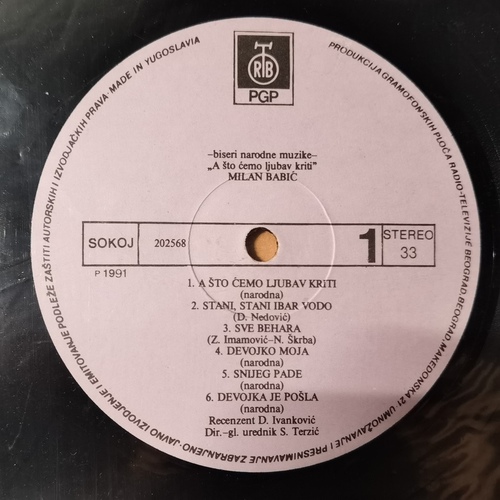 PRODUKCIJA GRAMOFONSKIH PLOČA RADIO-TELEVIZIJE BEOGRAD, BEOGRAD, MAKEDONSKA 21 UMNOŽAVANJE I PRESNIMAVANJE ZABRANJENO-JAVNO IZVODJENJE I EMITOVANJE PODLEŽE ZAŠTITI AUTORSKIH I IZVODJAČKIH PRAVA·MADE IN YUGOSLAVIA
RTB
PGP
–biseri narodne muzike–
„A što ćemo ljubav kriti”
MILAN BABIĆ
SOKOJ 202568 1 STEREO 33
P 1991
1. A ŠTO ĆEMO LJUBAV KRITI
(narodna)
2. STANI, STANI IBAR VODO
(D. Nedović)
3. SVE BEHARA
(Z. Imamović–N. Škrba)
4. DEVOJKO MOJA
(narodna)
5. SNIJEG PADE
(narodna)
6. DEVOJKA JE POŠLA
(narodna)
Recenzent D. Ivanković
Dir.–gl. urednik S. Terzić